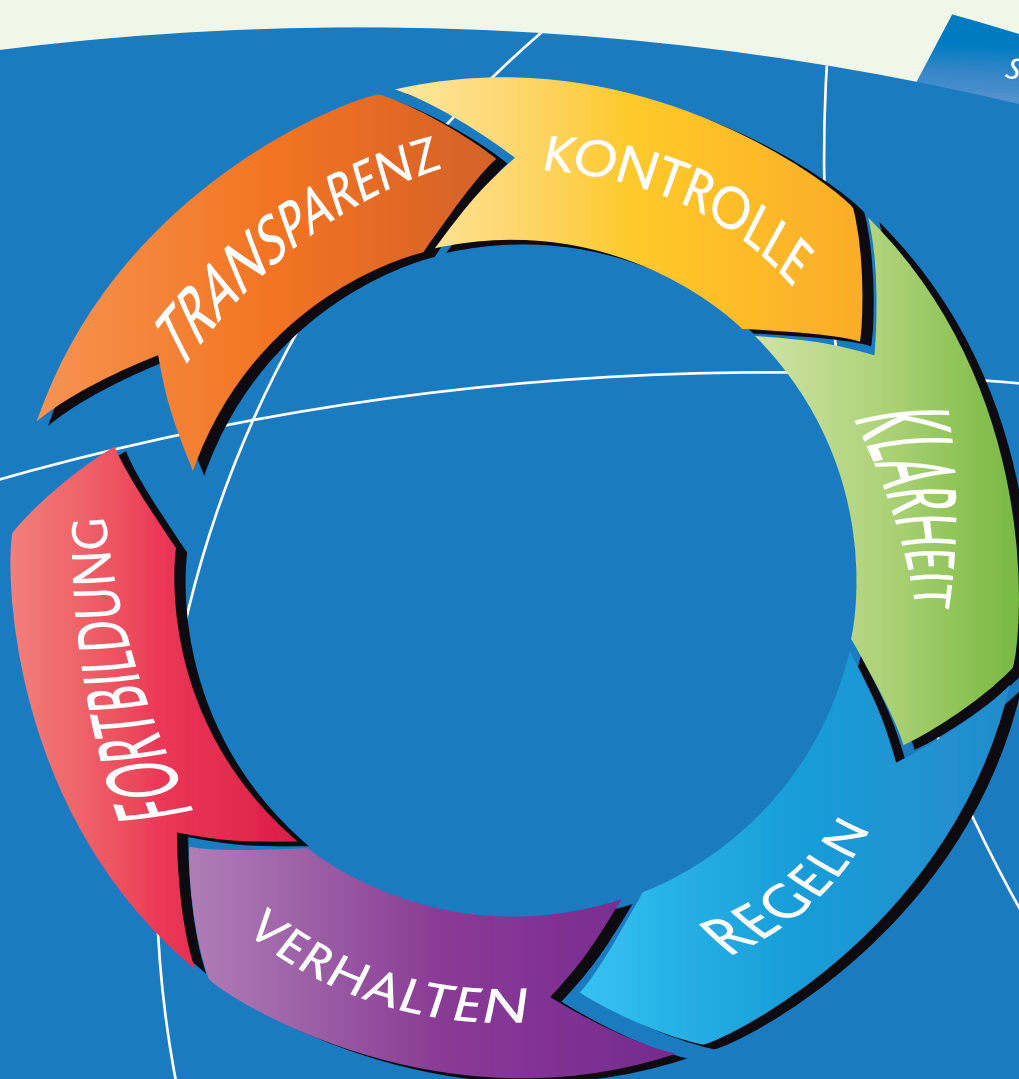 TRANSPARENZ
KONTROLLE
KLARHEIT
REGELN
VERHALTEN
FORTBILDUNG